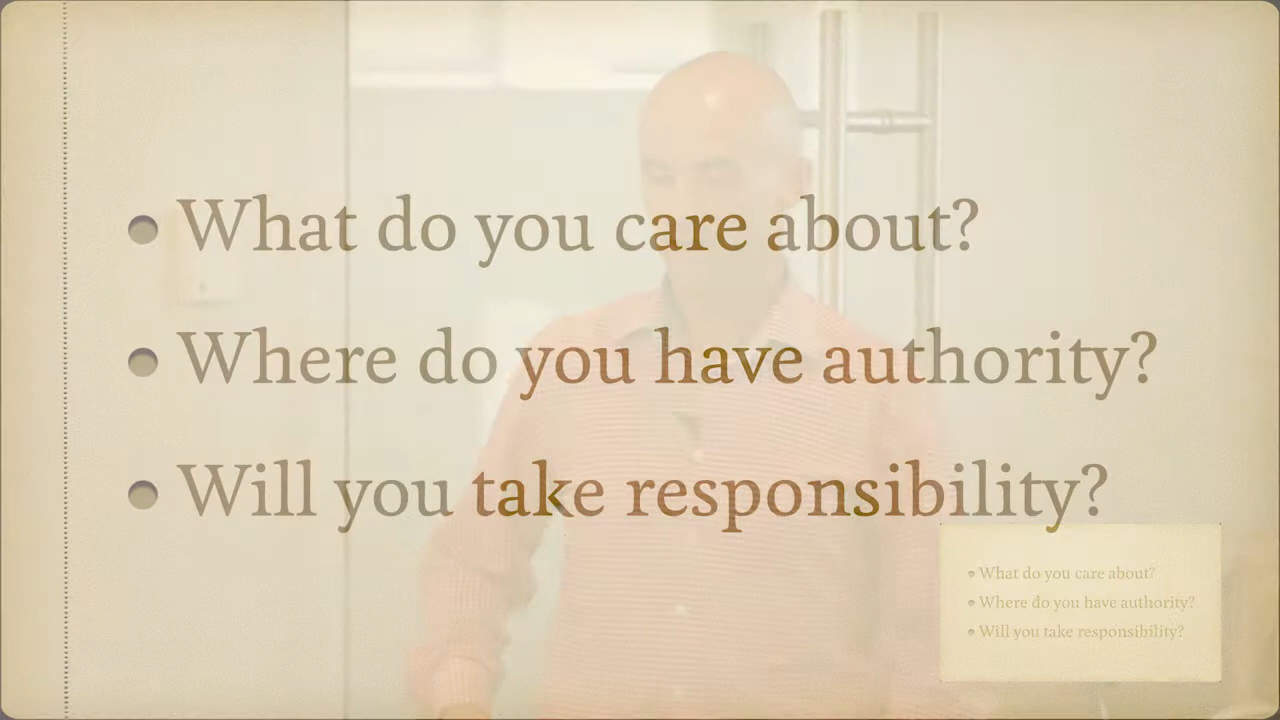 • What do you care about?
• Where do you have authority?
• Will you take responsibility?
• What do you care about?
• Where do you have authority?
• Will you take responsibility?